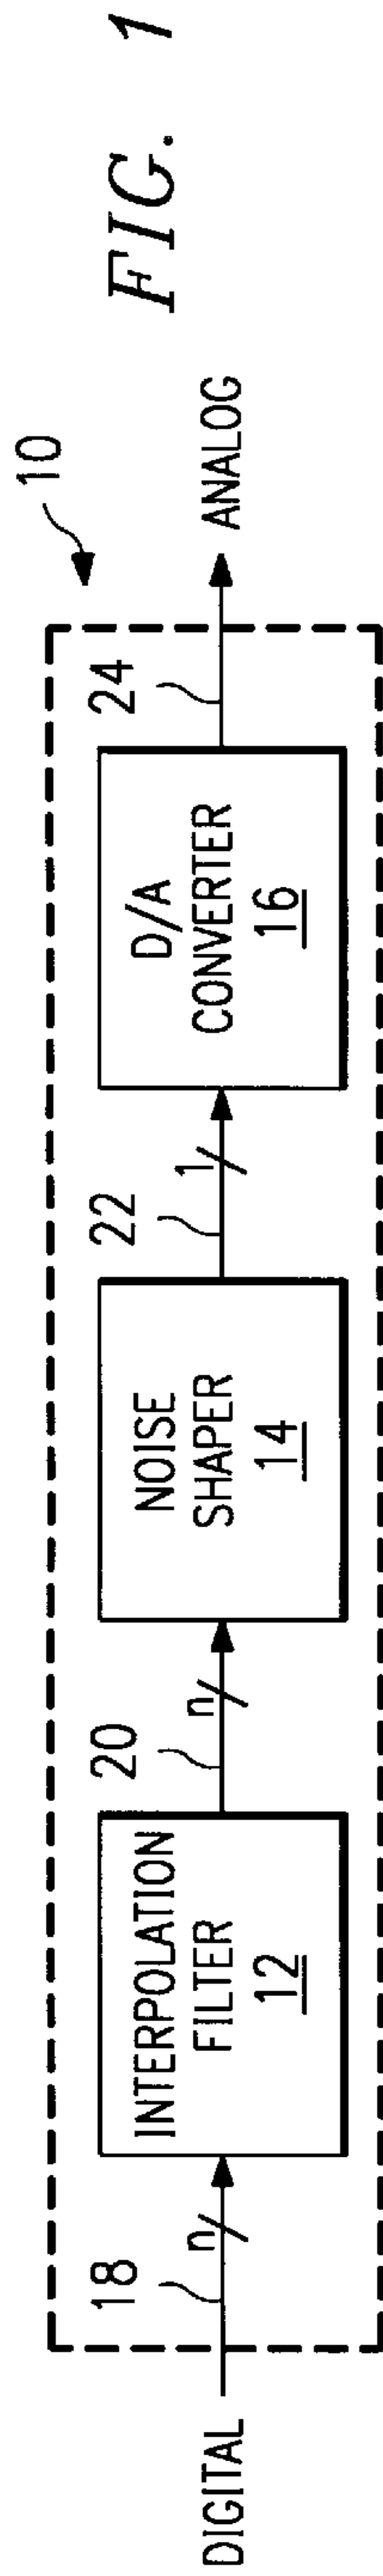 FIG. 1
10
DIGITAL
18
n
INTERPOLATION
FILTER
12
20
n
NOISE
SHAPER
14
22
1
D/A
CONVERTER
16
24
ANALOG